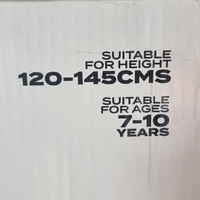 SUITABLE
FOR HEIGHT
120-145CMS
SUITABLE
FOR AGES
7-10
YEARS